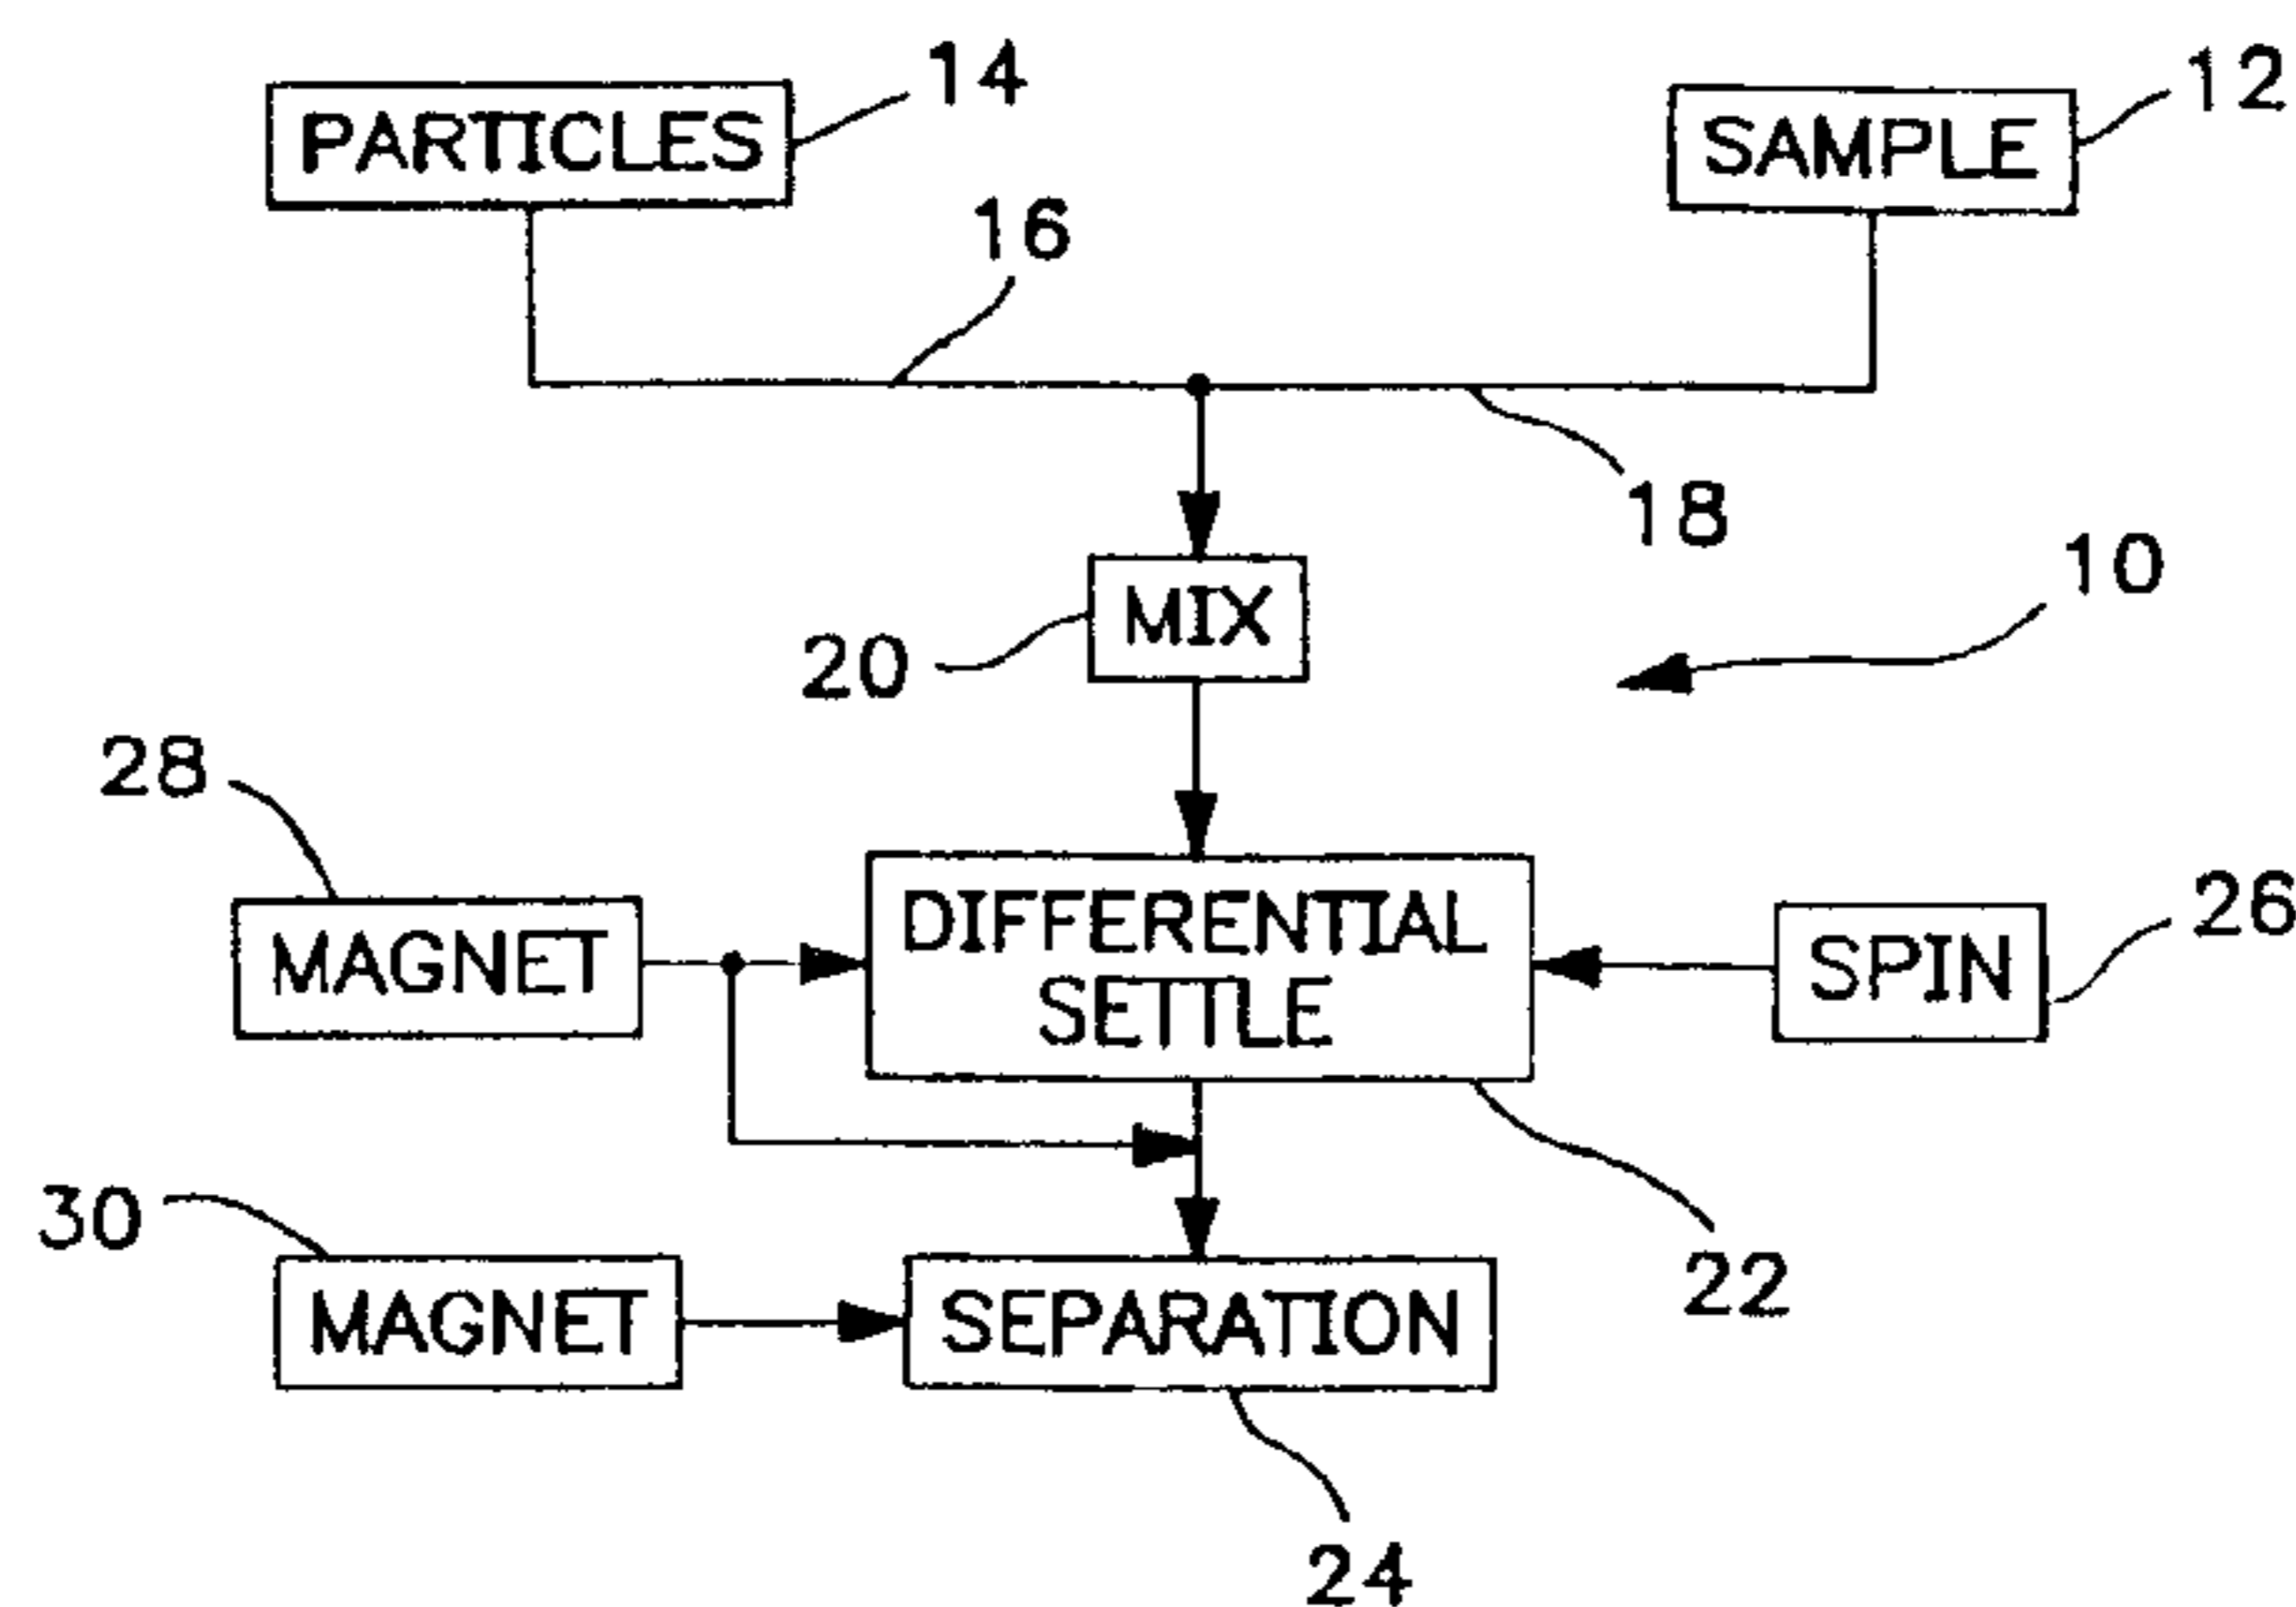 PARTICLES
14
SAMPLE
12
16
18
MIX
20
10
28
MAGNET
DIFFERENTIAL
SETTLE
SPIN
26
30
MAGNET
SEPARATION
22
24